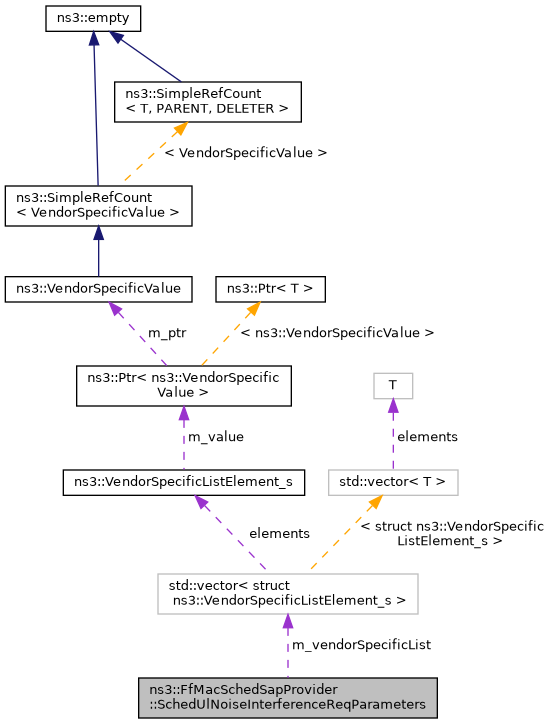 ns3::empty
ns3::SimpleRefCount
< T, PARENT, DELETER >
< VendorSpecificValue >
ns3::SimpleRefCount
< VendorSpecificValue >
ns3::VendorSpecificValue
ns3::Ptr< T >
m_ptr
< ns3::VendorSpecificValue >
ns3::Ptr< ns3::VendorSpecific
Value >
T
m_value
elements
ns3::VendorSpecificListElement_s
std::vector< T >
elements
< struct ns3::VendorSpecific
ListElement_s >
std::vector< struct
ns3::VendorSpecificListElement_s >
m_vendorSpecificList
ns3::FfMacSchedSapProvider
::SchedUlNoiseInterferenceReqParameters